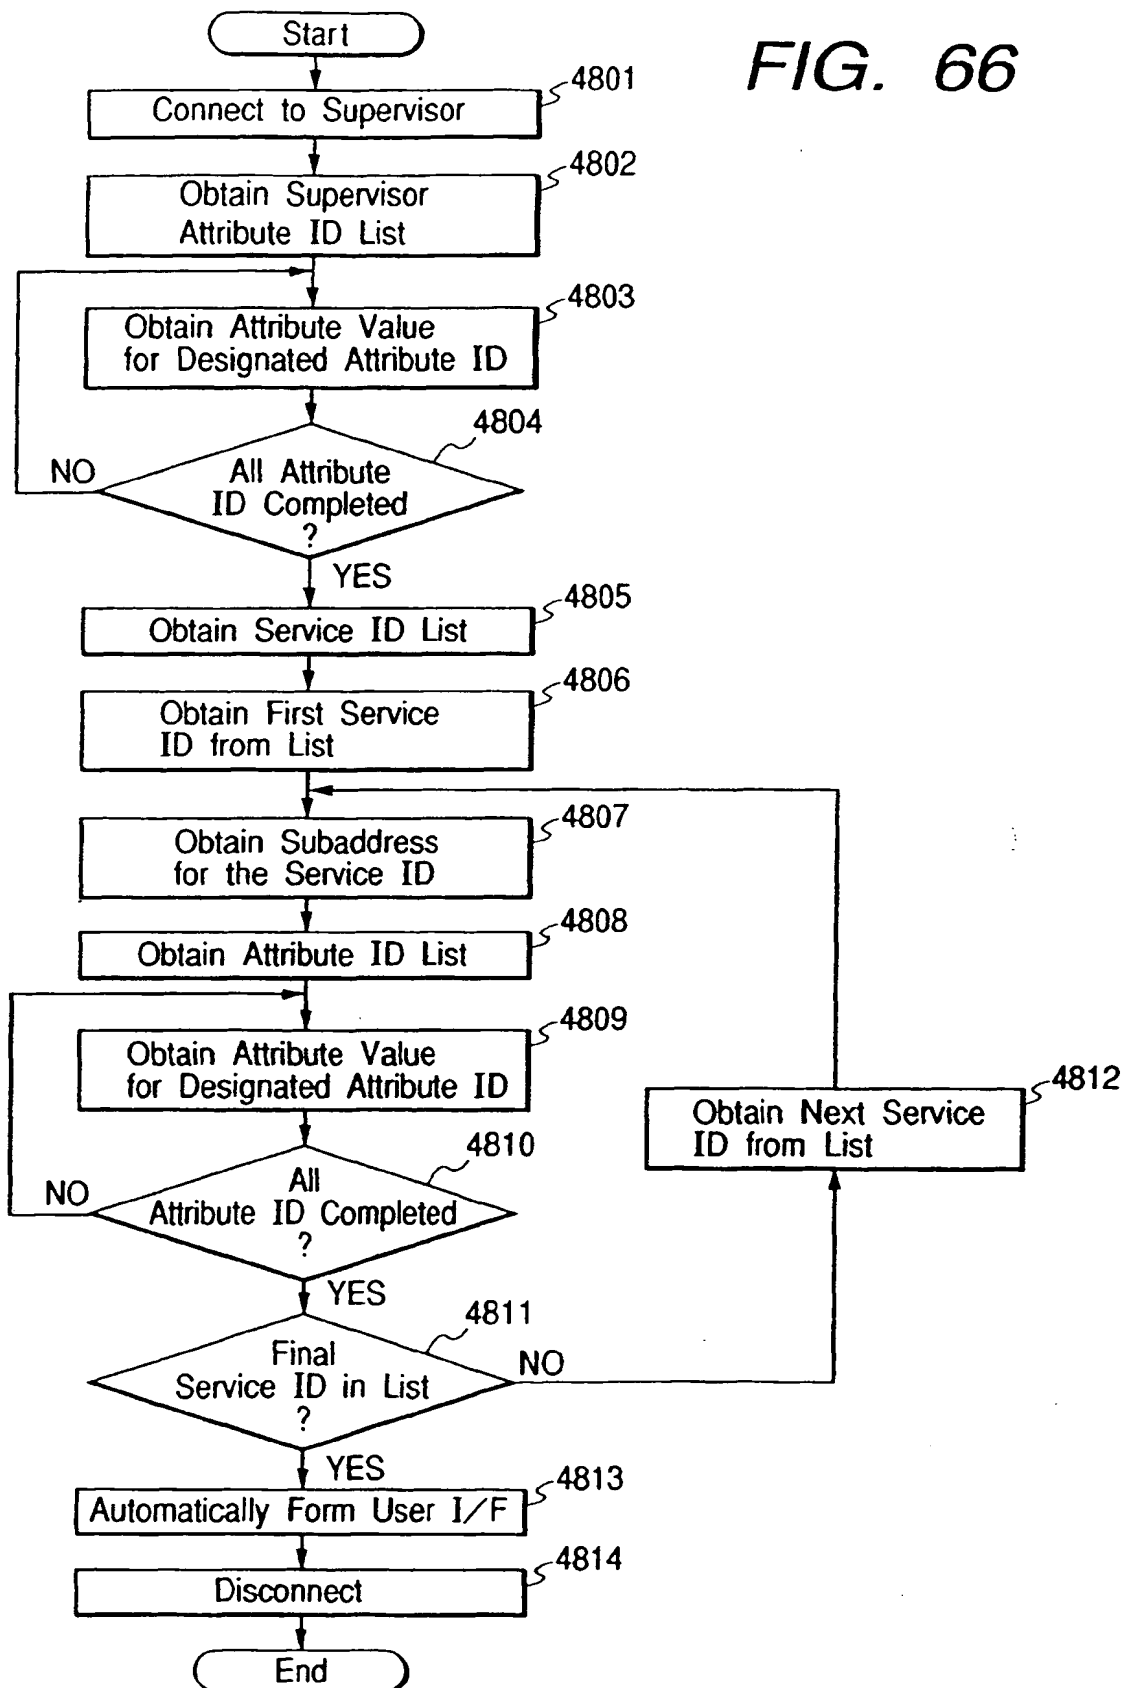 Start
FIG. 66
4801
Connect to Supervisor
4802
Obtain Supervisor
Attribute ID List
4803
Obtain Attribute Value
for Designated Attribute ID
4804
NO
All Attribute
ID Completed
?
YES
4805
Obtain Service ID List
4806
Obtain First Service
ID from List
4807
Obtain Subaddress
for the Service ID
4808
Obtain Attribute ID List
4809
Obtain Attribute Value
for Designated Attribute ID
4812
Obtain Next Service
ID from List
4810
NO
All
Attribute ID Completed
?
YES
4811
Final
Service ID in List
?
NO
YES
4813
Automatically Form User I/F
4814
Disconnect
End